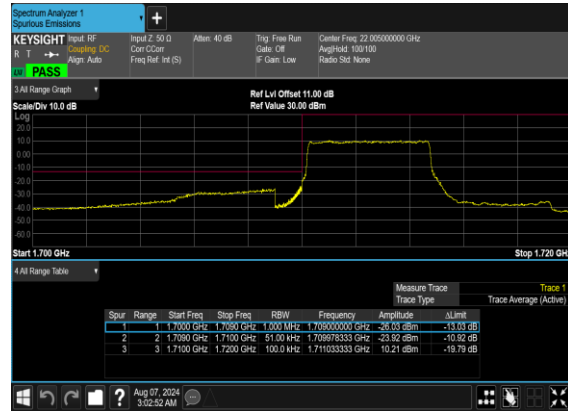 Spectrum Analyzer 1
Spurious Emissions
+
KEYSIGHT Input: RF Input Z: 50 Ω Atten: 40 dB Trig: Free Run Center Freq: 22.005000000 GHz
R T Coupling: DC Corr CCorr Gate: Off Avg|Hold: 100/100
Align: Auto Freq Ref: Int (S) IF Gain: Low Radio Std: None
LW PASS
3 All Range Graph
Ref Lvl Offset 11.00 dB
Scale/Div 10.0 dB Ref Value 30.00 dBm
Log
20.0
10.0
0.00
-10.0
-20.0
-30.0
-40.0
-50.0
-60.0
Start 1.700 GHz Stop 1.720 GHz
4 All Range Table
Measure Trace Trace 1
Trace Type Trace Average (Active)
Spur Range Start Freq Stop Freq RBW Frequency Amplitude ΔLimit
1 1 1.7000 GHz 1.7090 GHz 1.000 MHz 1.709000000 GHz -26.03 dBm -13.03 dB
2 2 1.7090 GHz 1.7100 GHz 51.00 kHz 1.709978333 GHz -23.92 dBm -10.92 dB
3 3 1.7100 GHz 1.7200 GHz 100.0 kHz 1.711033333 GHz 10.21 dBm -19.79 dB
?
Aug 07, 2024
3:02:52 AM